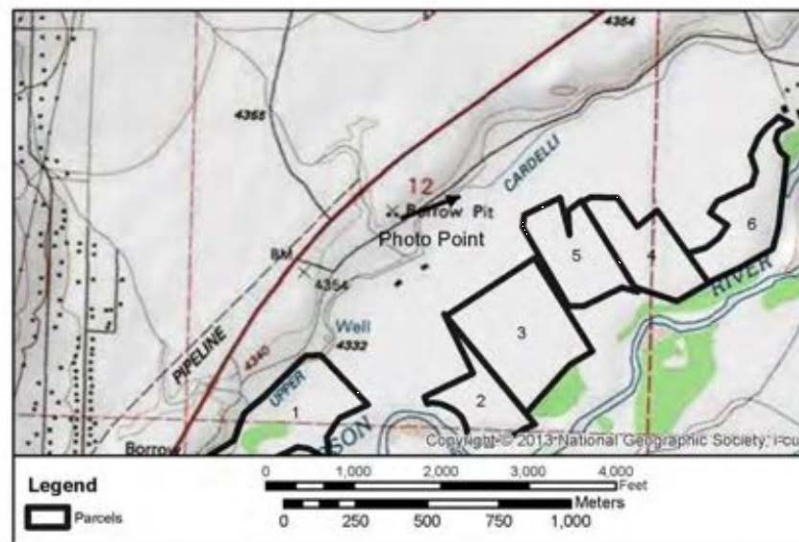 4364
4355
CARDELLI
12
Borrow Pit
Photo Point
6
BM
4354
5
4
RIVER
PIPELINE
Well
4332
3
4340
UPPER
1
2
SON
Borrow
Copyright © 2013 National Geographic Society, i-cu
Legend
Parcels
0 1,000 2,000 3,000 4,000
Feet
Meters
0 250 500 750 1,000